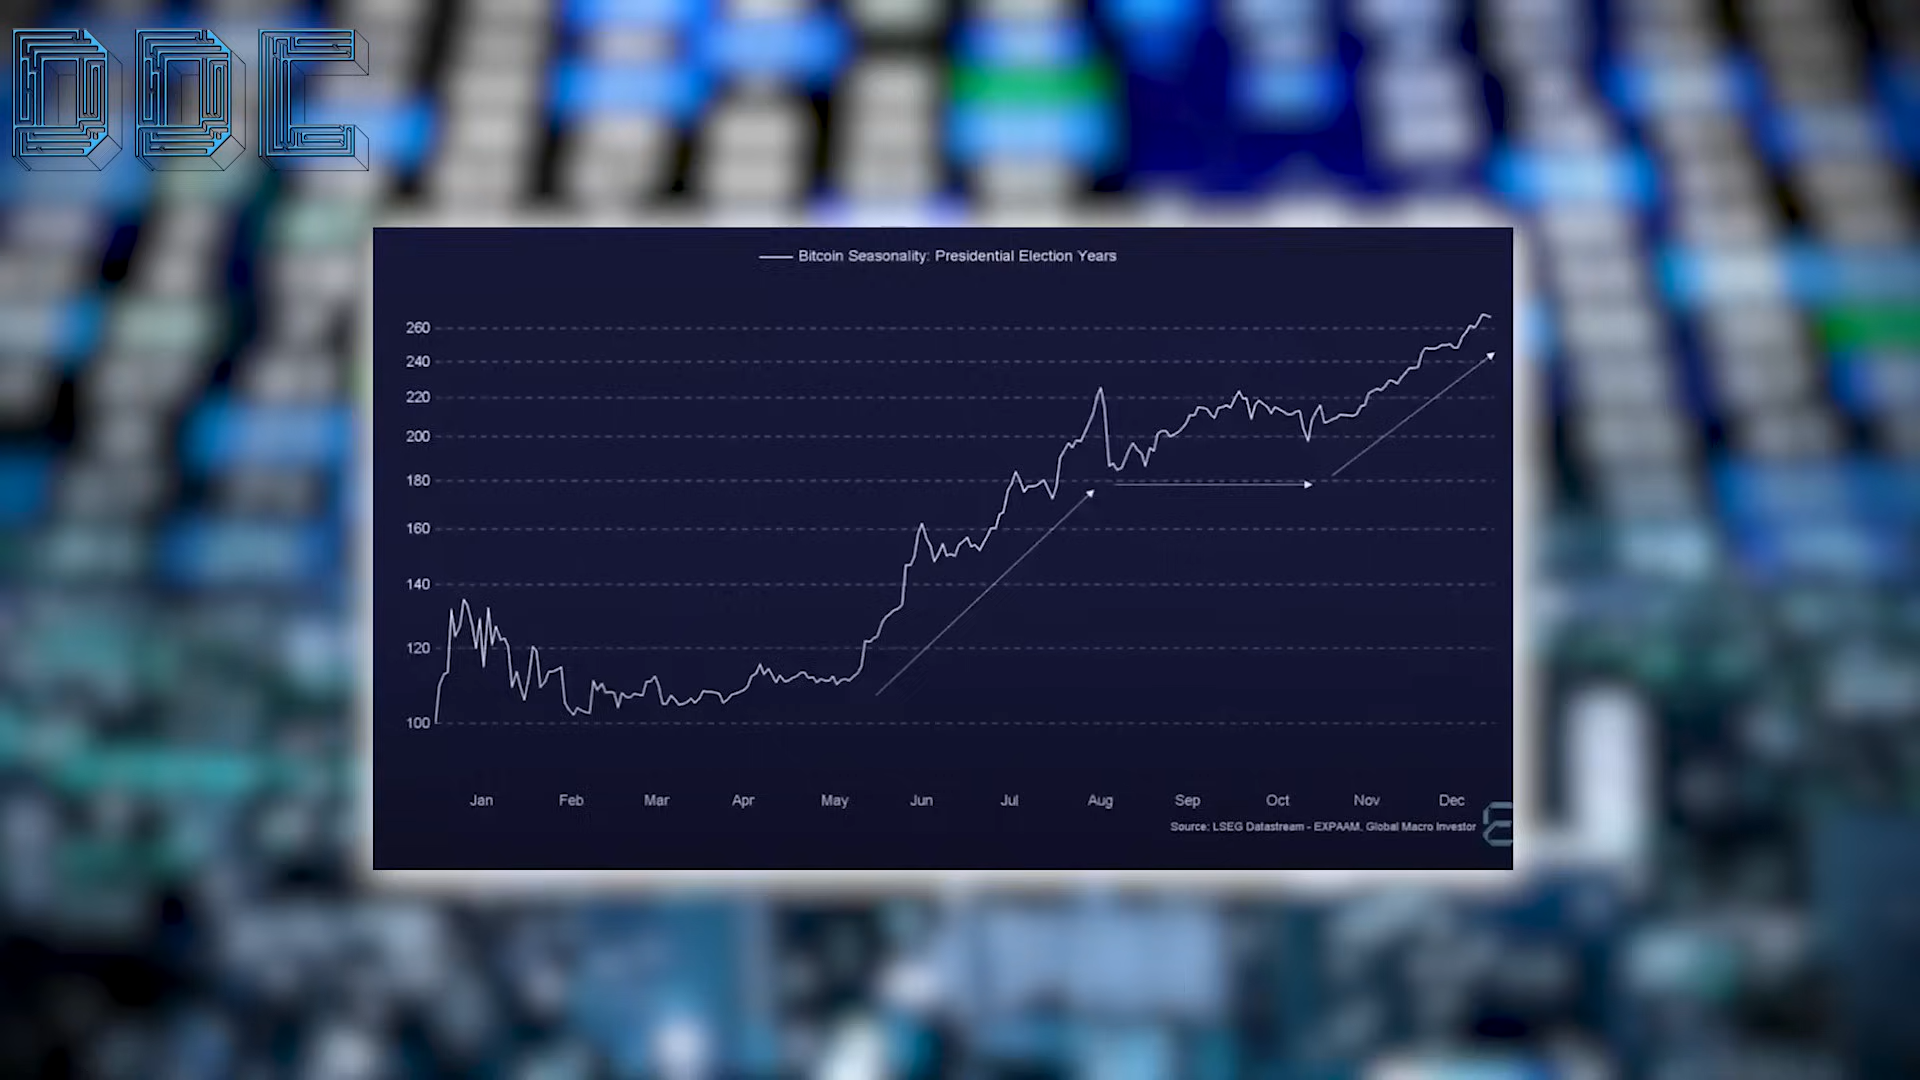 DDC
Bitcoin Seasonality: Presidential Election Years
260
240
220
200
180
160
140
120
100
Jan Feb Mar Apr May Jun Jul Aug Sep Oct Nov Dec
Source: LSEG Datastream - EXPAAM, Global Macro Investor